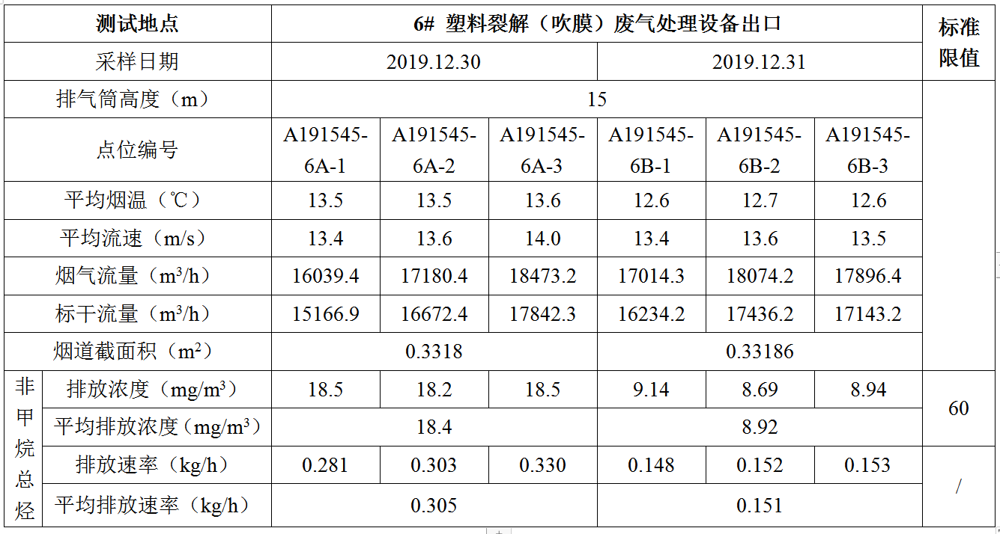 测试地点 6# 塑料裂解（吹膜）废气处理设备出口 标准限值
采样日期 2019.12.30 2019.12.31
排气筒高度（m） 15
点位编号 A191545-6A-1 A191545-6A-2 A191545-6A-3 A191545-6B-1 A191545-6B-2 A191545-6B-3
平均烟温（℃） 13.5 13.5 13.6 12.6 12.7 12.6
平均流速（m/s） 13.4 13.6 14.0 13.4 13.6 13.5
烟气流量（m³/h） 16039.4 17180.4 18473.2 17014.3 18074.2 17896.4
标干流量（m³/h） 15166.9 16672.4 17842.3 16234.2 17436.2 17143.2
烟道截面积（m²） 0.3318 0.33186
非甲烷总烃 排放浓度（mg/m³） 18.5 18.2 18.5 9.14 8.69 8.94 60
平均排放浓度（mg/m³） 18.4 8.92
排放速率（kg/h） 0.281 0.303 0.330 0.148 0.152 0.153 /
平均排放速率（kg/h） 0.305 0.151